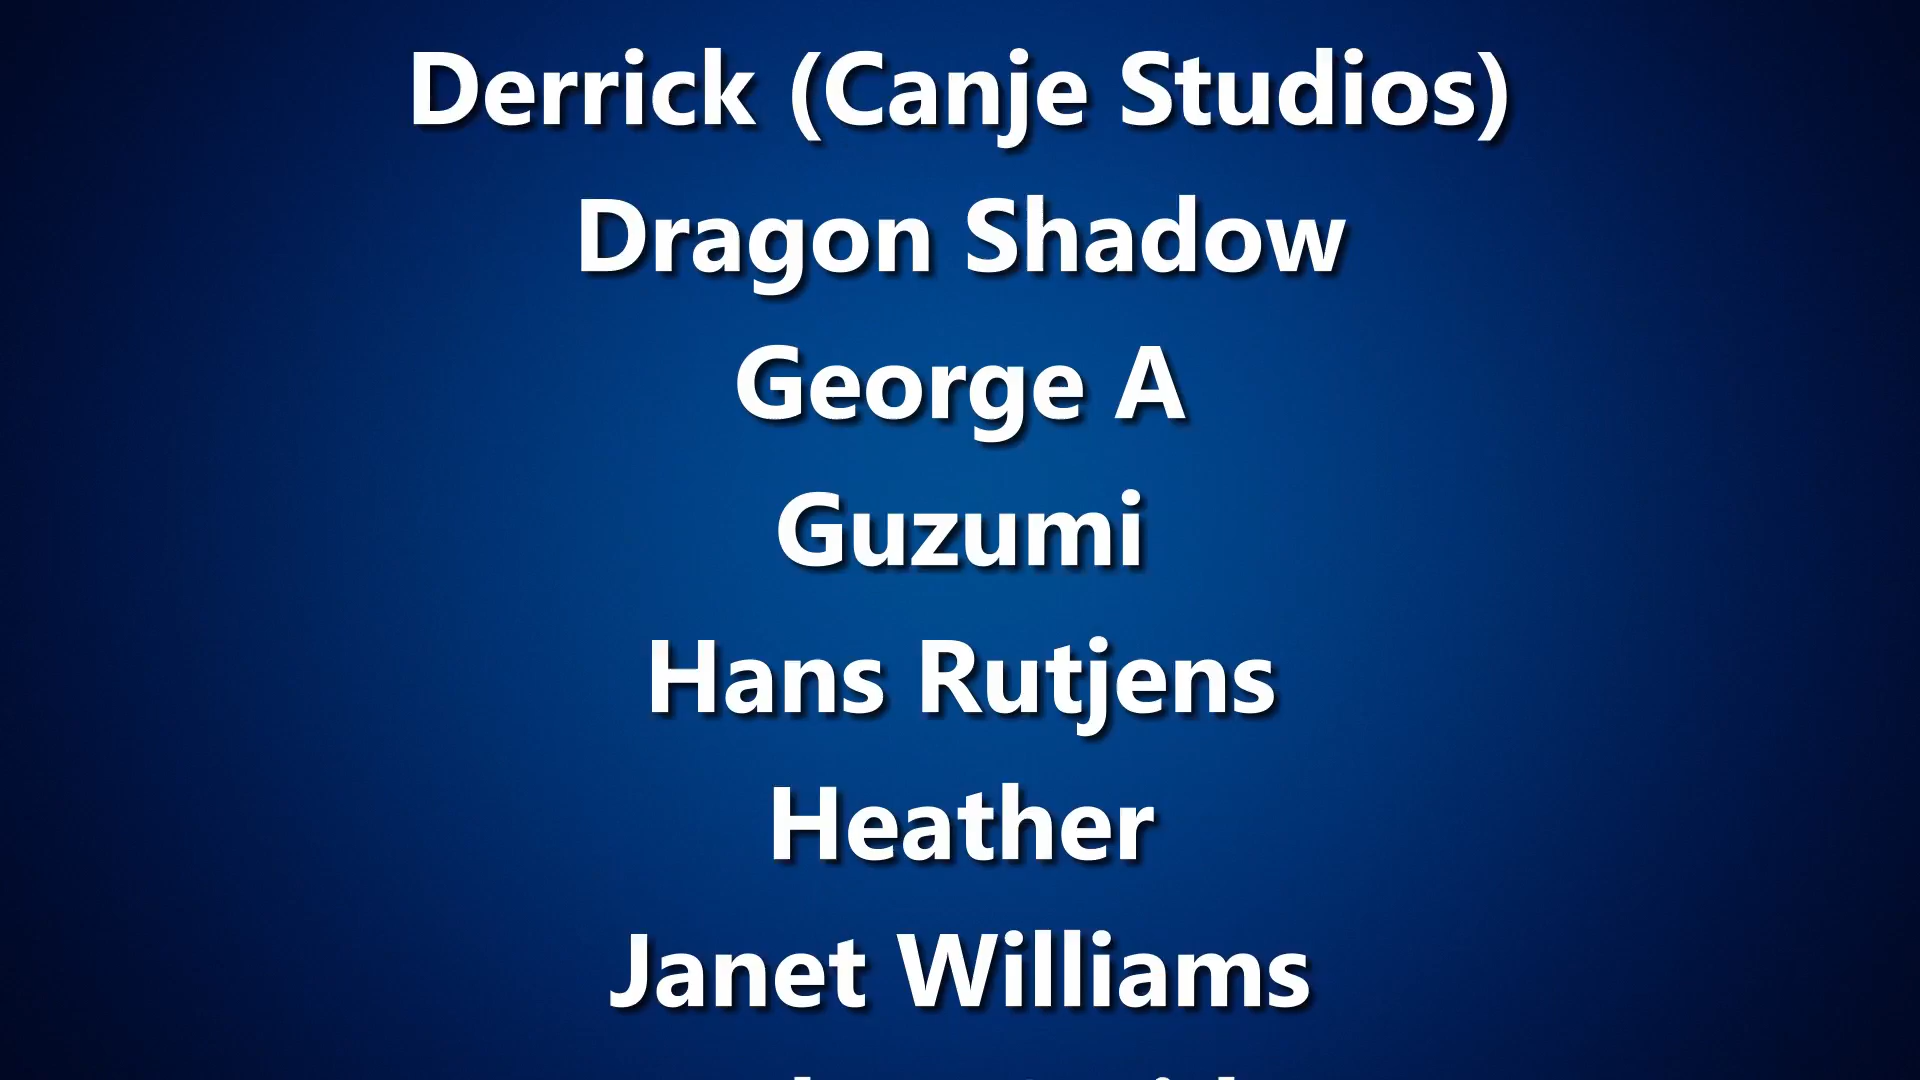 Derrick (Canje Studios)
Dragon Shadow
George A
Guzumi
Hans Rutjens
Heather
Janet Williams